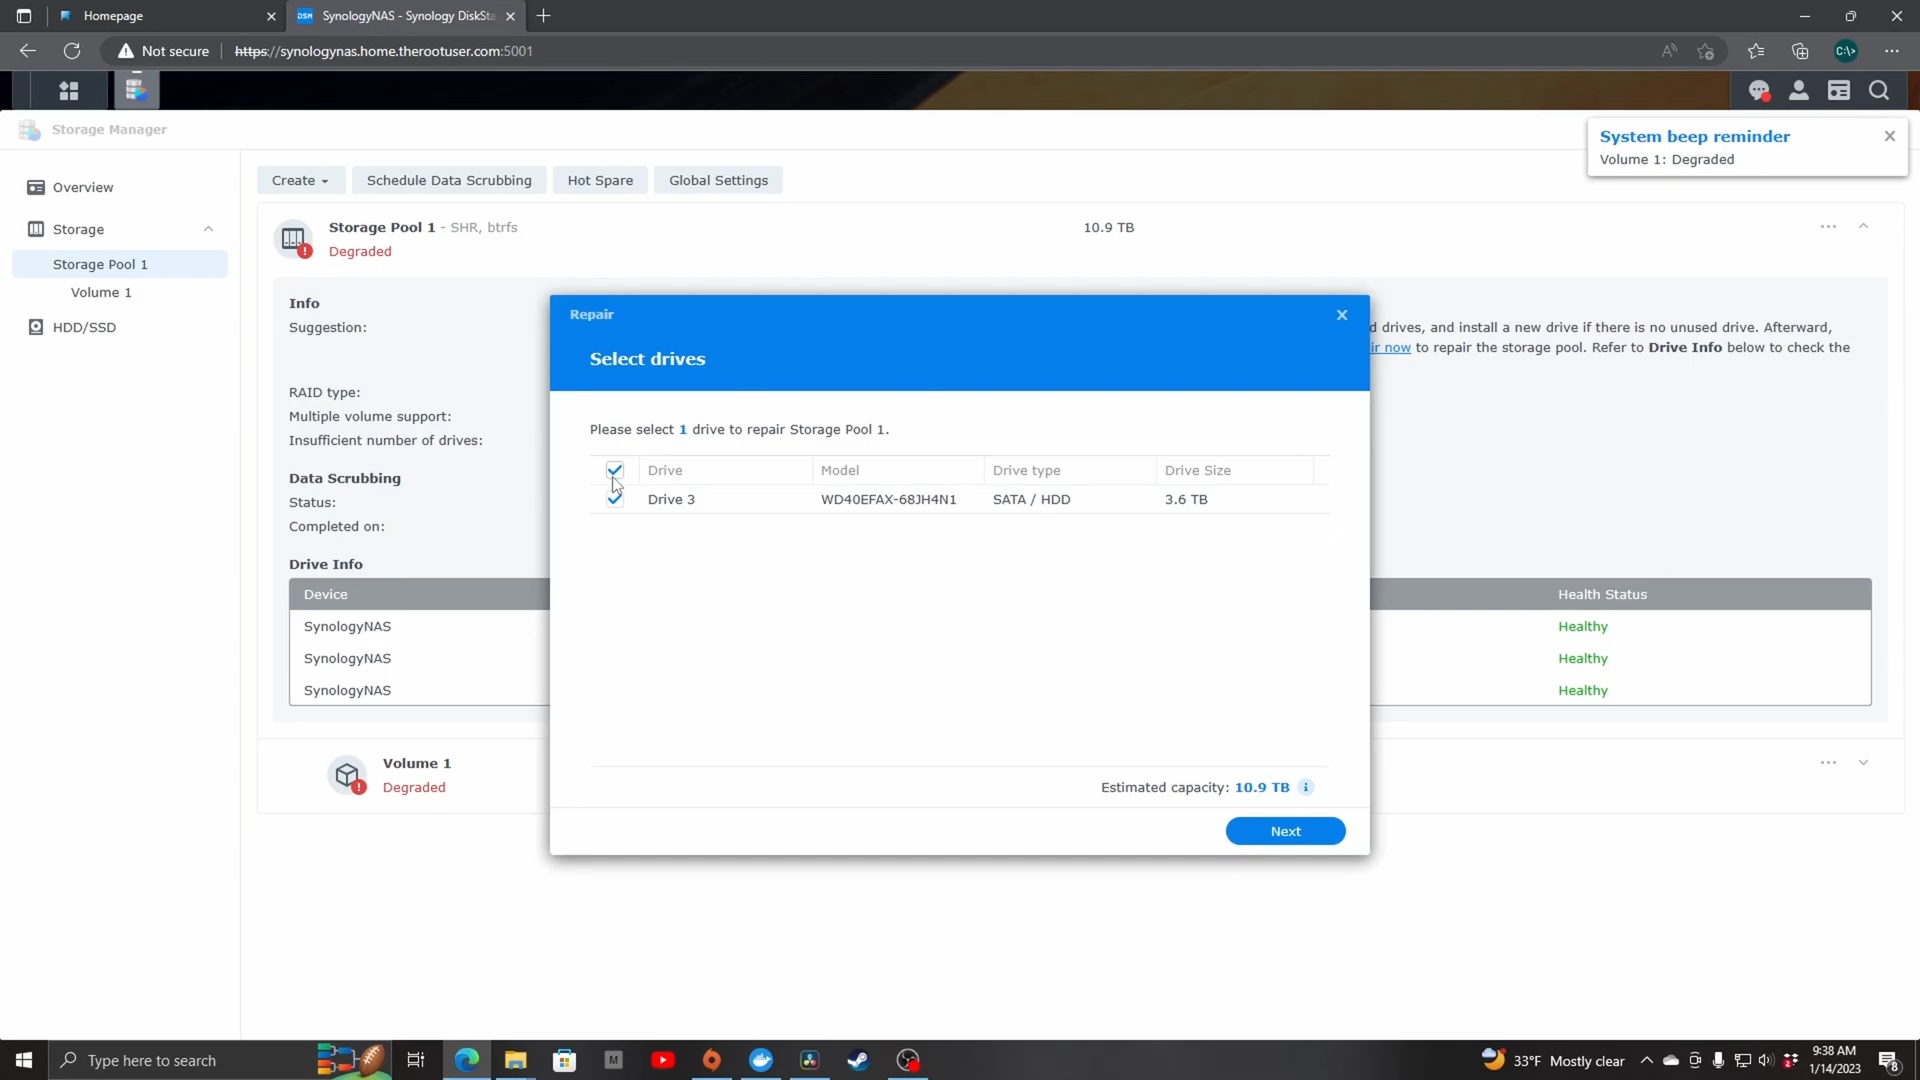 Homepage
SynologyNAS - Synology DiskSta
Not secure
https://synologynas.home.therootuser.com:5001
Storage Manager
System beep reminder
Volume 1: Degraded
Overview
Storage
Storage Pool 1
Volume 1
HDD/SSD
Create
Schedule Data Scrubbing
Hot Spare
Global Settings
Storage Pool 1 - SHR, btrfs
10.9 TB
Degraded
Info
Suggestion:
d drives, and install a new drive if there is no unused drive. Afterward,
ir now to repair the storage pool. Refer to Drive Info below to check the
RAID type:
Multiple volume support:
Insufficient number of drives:
Data Scrubbing
Status:
Completed on:
Drive Info
Device
Health Status
SynologyNAS
Healthy
SynologyNAS
Healthy
SynologyNAS
Healthy
Volume 1
Degraded
Repair
Select drives
Please select 1 drive to repair Storage Pool 1.
Drive
Model
Drive type
Drive Size
Drive 3
WD40EFAX-68JH4N1
SATA / HDD
3.6 TB
Estimated capacity: 10.9 TB
Next
Type here to search
33°F Mostly clear
9:38 AM
1/14/2023
8